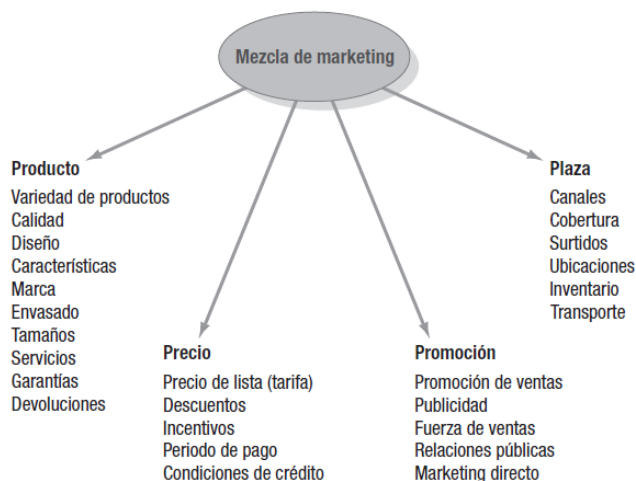 Mezcla de marketing
Producto
Variedad de productos
Calidad
Diseño
Características
Marca
Envasado
Tamaños
Servicios
Garantías
Devoluciones
Precio
Precio de lista (tarifa)
Descuentos
Incentivos
Periodo de pago
Condiciones de crédito
Promoción
Promoción de ventas
Publicidad
Fuerza de ventas
Relaciones públicas
Marketing directo
Plaza
Canales
Cobertura
Surtidos
Ubicaciones
Inventario
Transporte